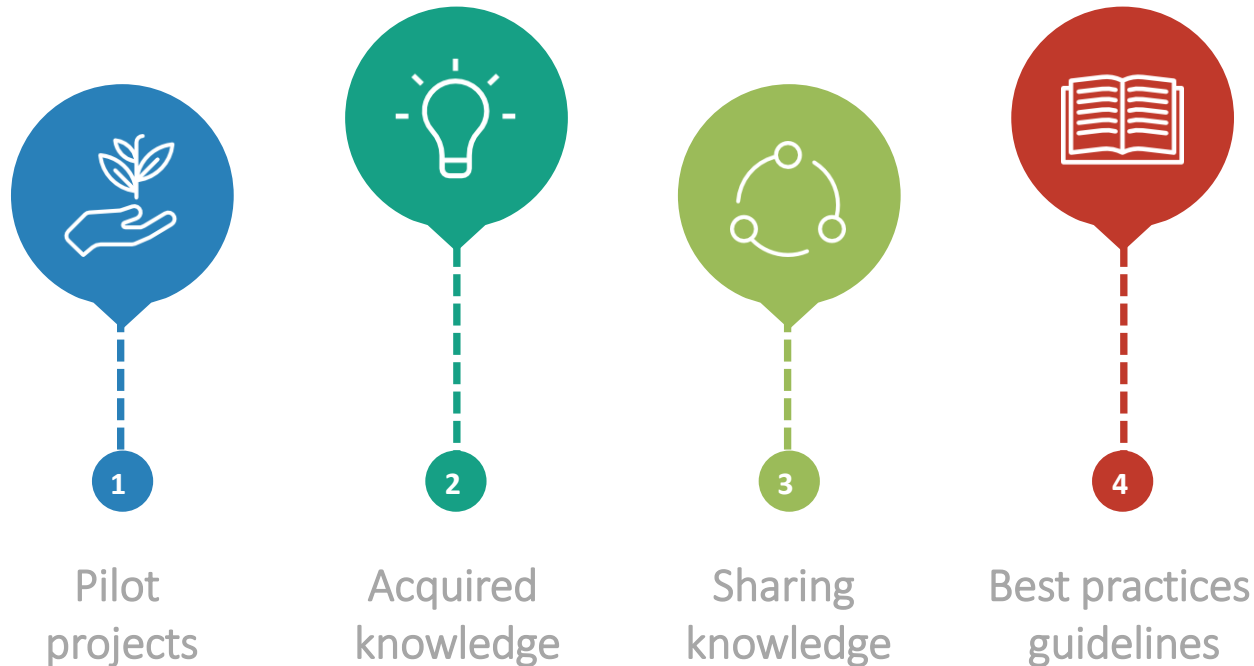 1
2
3
4
Pilot
projects
Acquired
knowledge
Sharing
knowledge
Best practices
guidelines